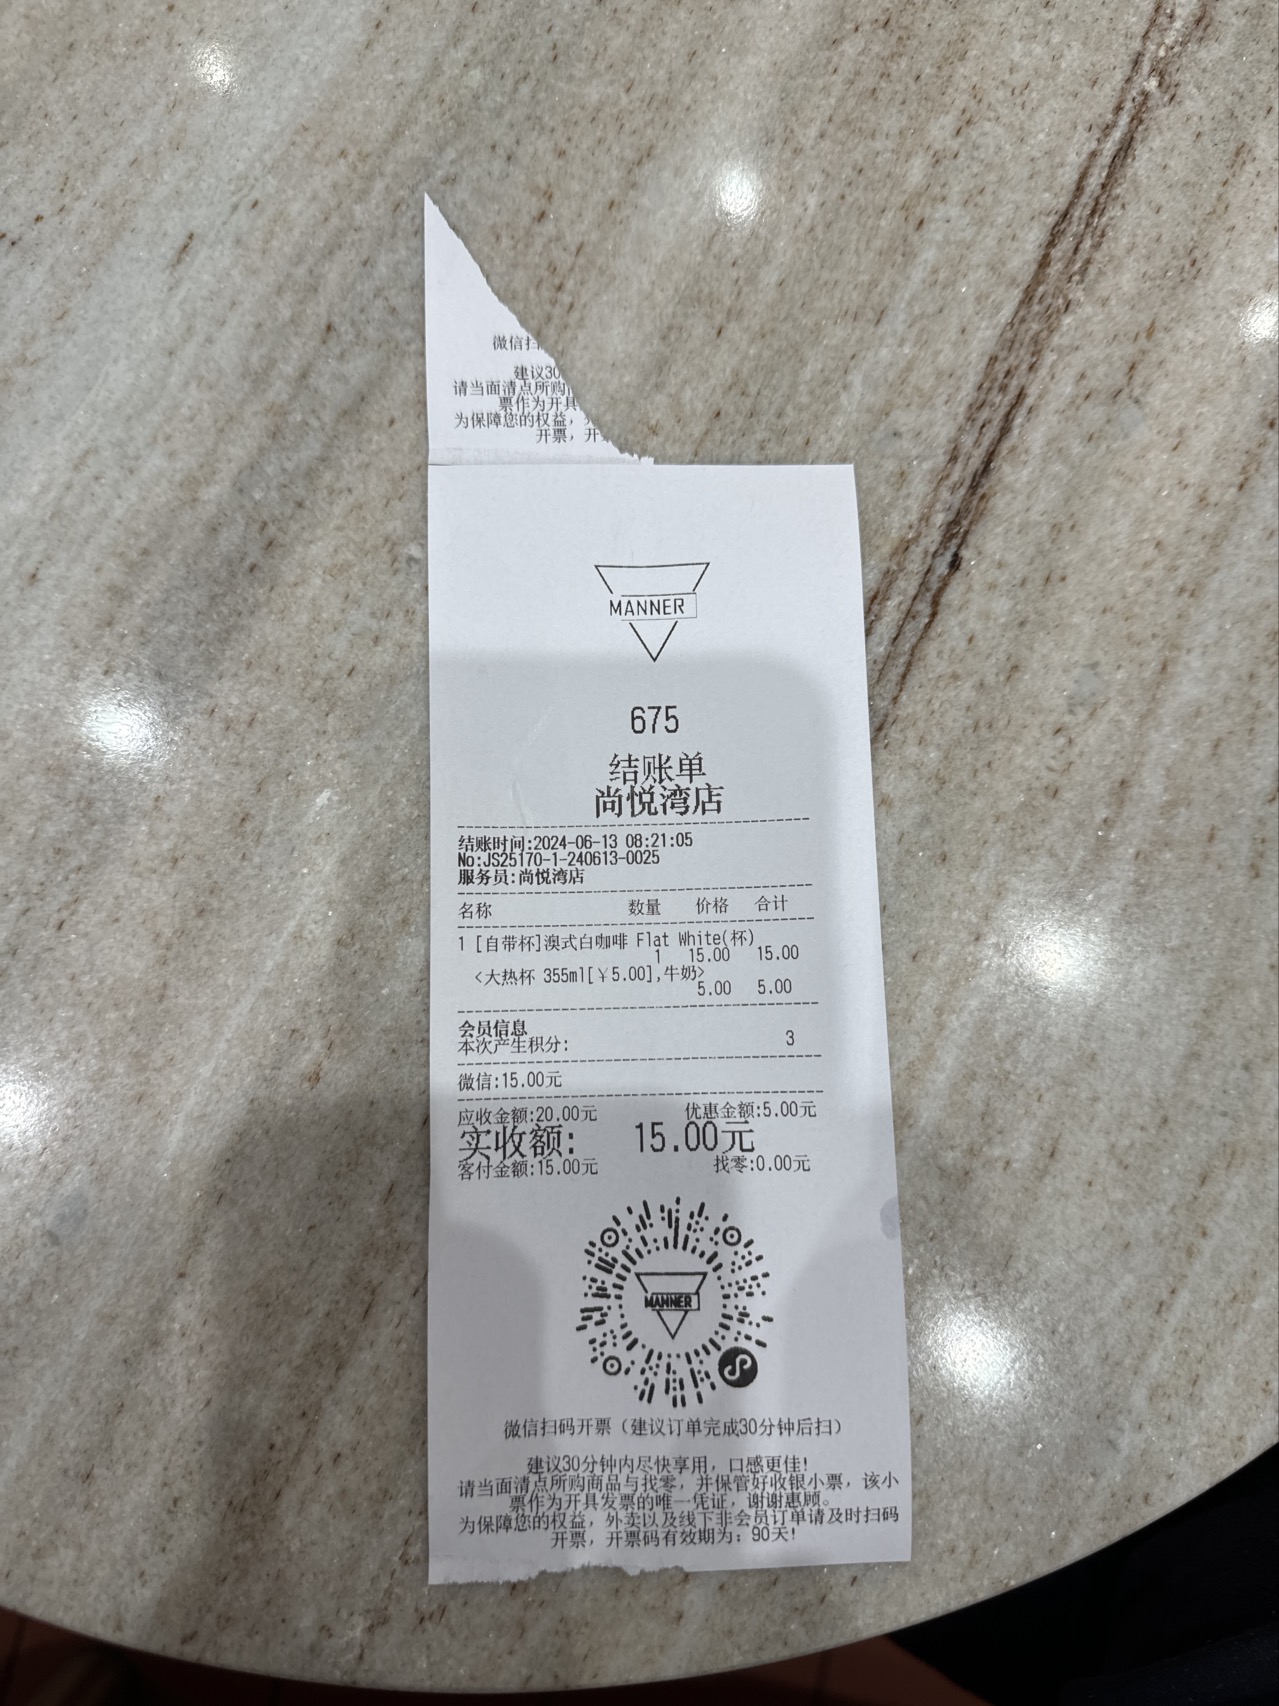 微信扫
建议30
请当面清点所购
票作为开具
为保障您的权益，
开票，开
MANNER
675
结账单
尚悦湾店
结账时间:2024-06-13 08:21:05
No:JS25170-1-240613-0025
服务员:尚悦湾店
名称 数量 价格 合计
1 [自带杯]澳式白咖啡 Flat White(杯)
1 15.00 15.00
<大热杯 355ml[￥5.00],牛奶>
5.00 5.00
会员信息
本次产生积分: 3
微信:15.00元
应收金额:20.00元 优惠金额:5.00元
实收额: 15.00元
客付金额:15.00元 找零:0.00元
MANNER
微信扫码开票（建议订单完成30分钟后扫）
建议30分钟内尽快享用，口感更佳!
请当面清点所购商品与找零，并保管好收银小票，该小
票作为开具发票的唯一凭证，谢谢惠顾。
为保障您的权益，外卖以及线下非会员订单请及时扫码
开票，开票码有效期为：90天!